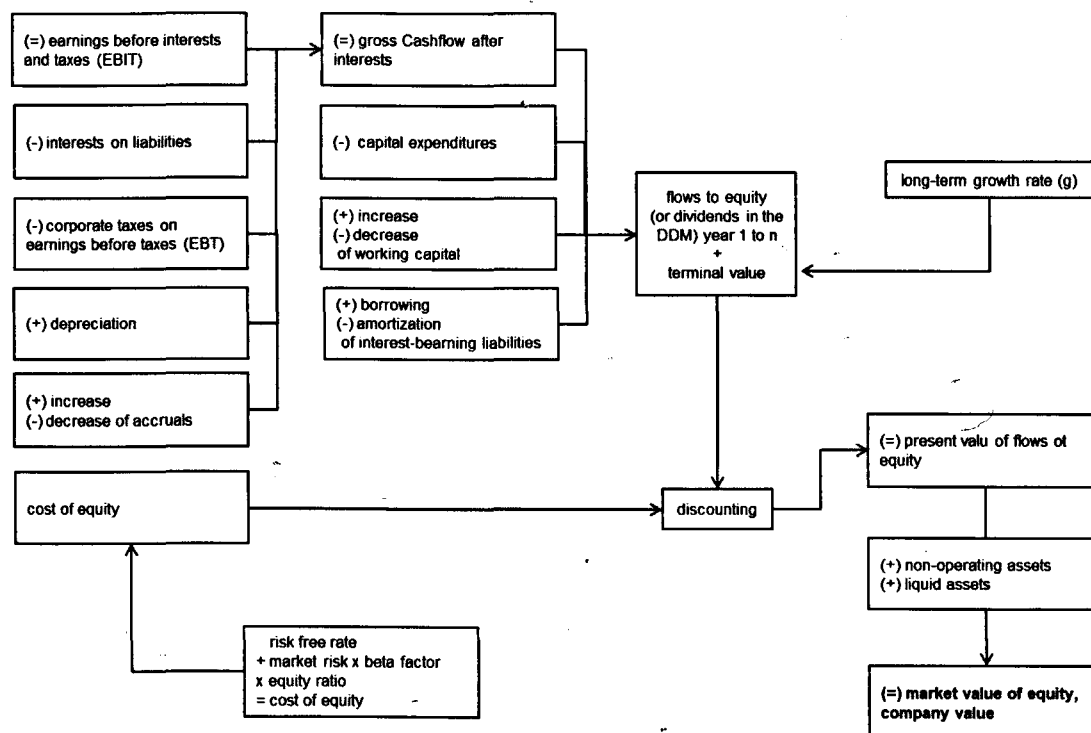 (=) earnings before interests
and taxes (EBIT)
(-) interests on liabilities
(-) corporate taxes on
earnings before taxes (EBT)
(+) depreciation
(+) increase
(-) decrease of accruals
cost of equity
risk free rate
+ market risk x beta factor
x equity ratio
= cost of equity
(=) gross Cashflow after
interests
(-) capital expenditures
(+) increase
(-) decrease
of working capital
(+) borrowing
(-) amortization
of interest-bearning liabilities
flows to equity
(or dividends in the
DDM) year 1 to n
+
terminal value
long-term growth rate (g)
discounting
(=) present valu of flows ot
equity
(+) non-operating assets
(+) liquid assets
(=) market value of equity,
company value